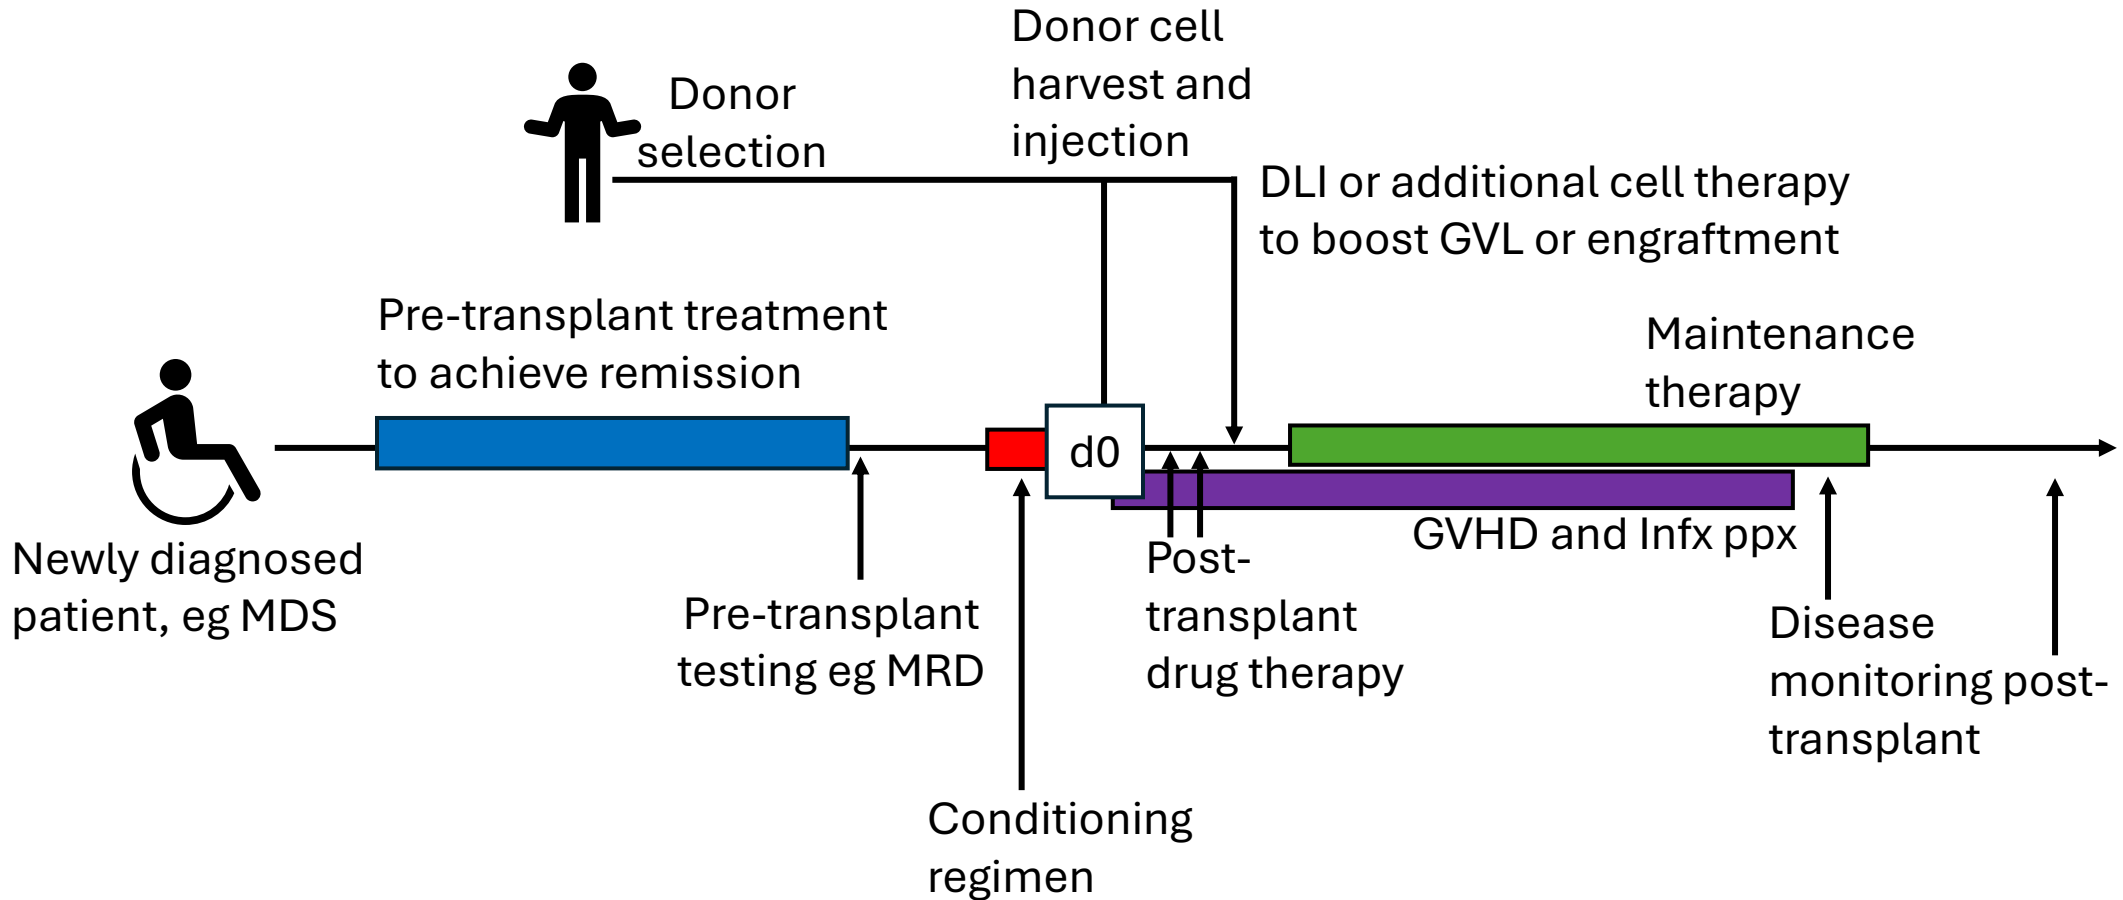 Donor cell
harvest and
injection
Donor
selection
DLI or additional cell therapy
to boost GVL or engraftment
Pre-transplant treatment
to achieve remission
Maintenance
therapy
d0
GVHD and Infx ppx
Newly diagnosed
patient, eg MDS
Pre-transplant
testing eg MRD
Post-
transplant
drug therapy
Disease
monitoring post-
transplant
Conditioning
regimen